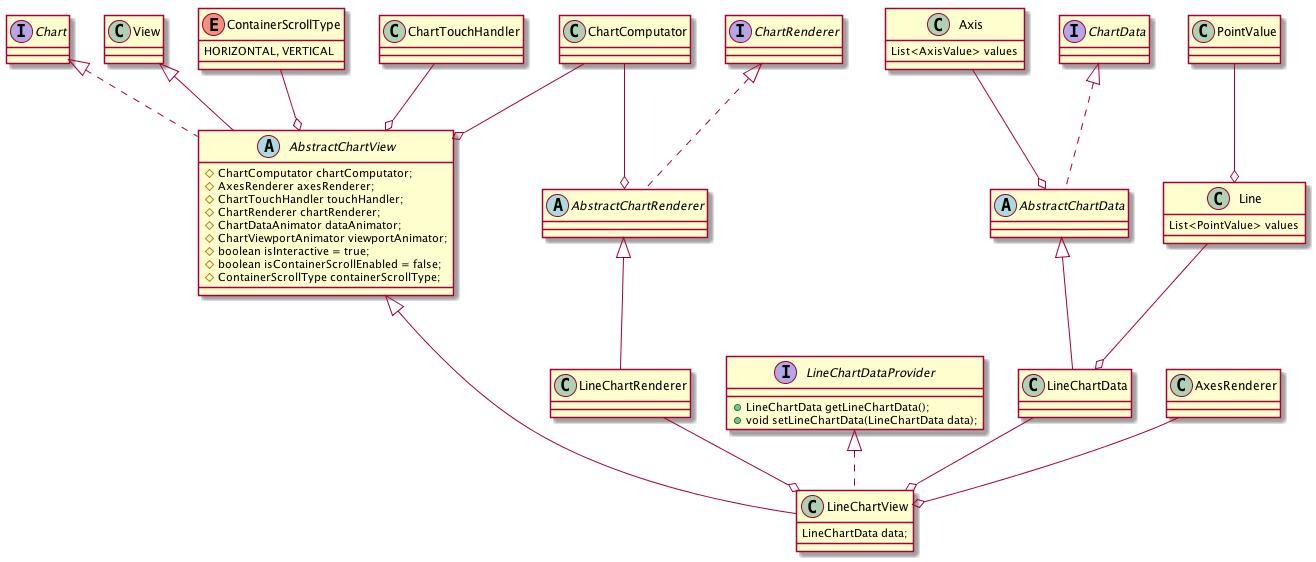 I Chart
C View
E ContainerScrollType
HORIZONTAL, VERTICAL
C ChartTouchHandler
C ChartComputator
I ChartRenderer
C Axis
List<AxisValue> values
I ChartData
C PointValue
A AbstractChartView
ChartComputator chartComputator;
AxesRenderer axesRenderer;
ChartTouchHandler touchHandler;
ChartRenderer chartRenderer;
ChartDataAnimator dataAnimator;
ChartViewportAnimator viewportAnimator;
boolean isInteractive = true;
boolean isContainerScrollEnabled = false;
ContainerScrollType containerScrollType;
A AbstractChartRenderer
A AbstractChartData
C Line
List<PointValue> values
C LineChartRenderer
I LineChartDataProvider
LineChartData getLineChartData();
void setLineChartData(LineChartData data);
C LineChartData
C AxesRenderer
C LineChartView
LineChartData data;